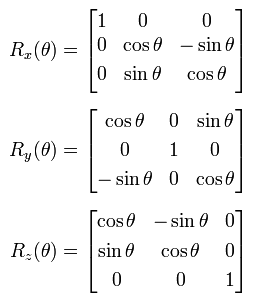 R_x(θ) = [1 0 0
0 cos θ − sin θ
0 sin θ cos θ]
R_y(θ) = [cos θ 0 sin θ
0 1 0
− sin θ 0 cos θ]
R_z(θ) = [cos θ − sin θ 0
sin θ cos θ 0
0 0 1]